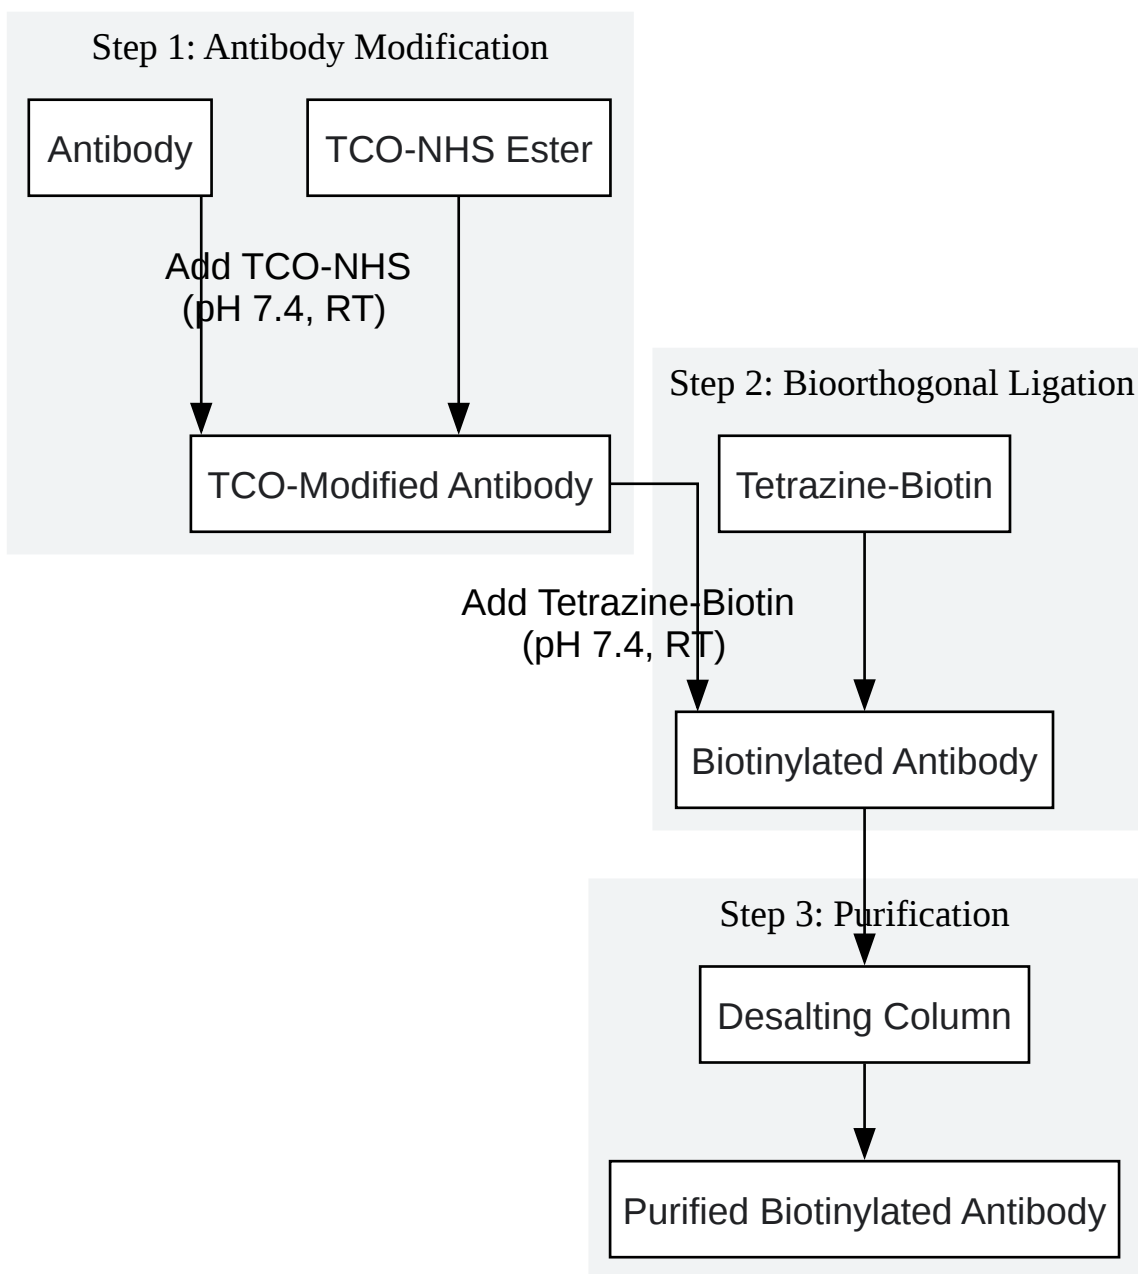 Step 1: Antibody Modification
Antibody
TCO-NHS Ester
Add TCO-NHS
(pH 7.4, RT)
TCO-Modified Antibody
Step 2: Bioorthogonal Ligation
Tetrazine-Biotin
Add Tetrazine-Biotin
(pH 7.4, RT)
Biotinylated Antibody
Step 3: Purification
Desalting Column
Purified Biotinylated Antibody